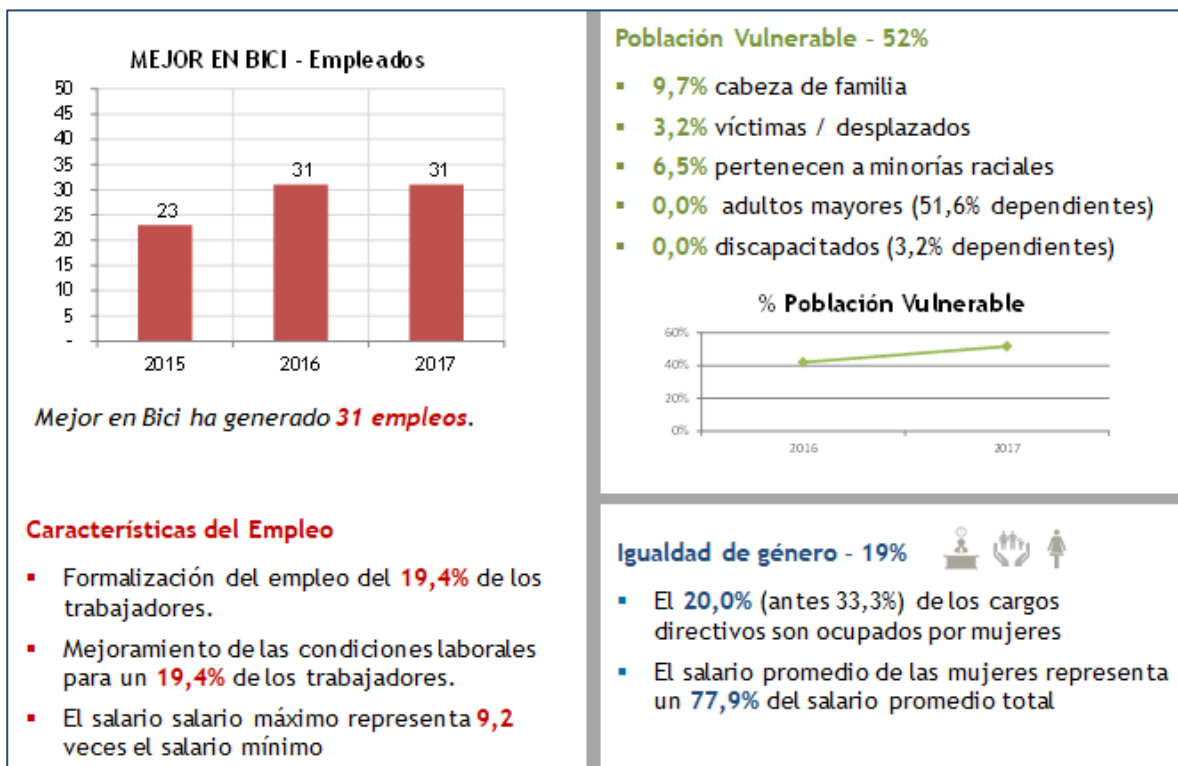 MEJOR EN BICI - Empleados
50
45
40
35
30
25
20
15
10
5
-
23
31
31
2015
2016
2017
Mejor en Bici ha generado 31 empleos.
Características del Empleo
▪ Formalización del empleo del 19,4% de los
trabajadores.
▪ Mejoramiento de las condiciones laborales
para un 19,4% de los trabajadores.
▪ El salario salario máximo representa 9,2
veces el salario mínimo
Población Vulnerable - 52%
▪ 9,7% cabeza de familia
▪ 3,2% víctimas / desplazados
▪ 6,5% pertenecen a minorías raciales
▪ 0,0% adultos mayores (51,6% dependientes)
▪ 0,0% discapacitados (3,2% dependientes)
% Población Vulnerable
60%
40%
20%
0%
2016
2017
Igualdad de género - 19%
▪ El 20,0% (antes 33,3%) de los cargos
directivos son ocupados por mujeres
▪ El salario promedio de las mujeres representa
un 77,9% del salario promedio total